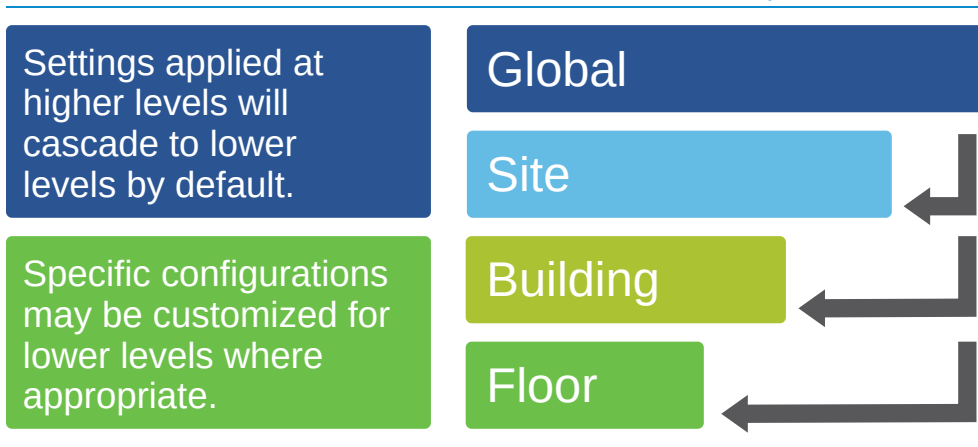 Settings applied at
higher levels will
cascade to lower
levels by default.
Specific configurations
may be customized for
lower levels where
appropriate.
Global
Site
Building
Floor